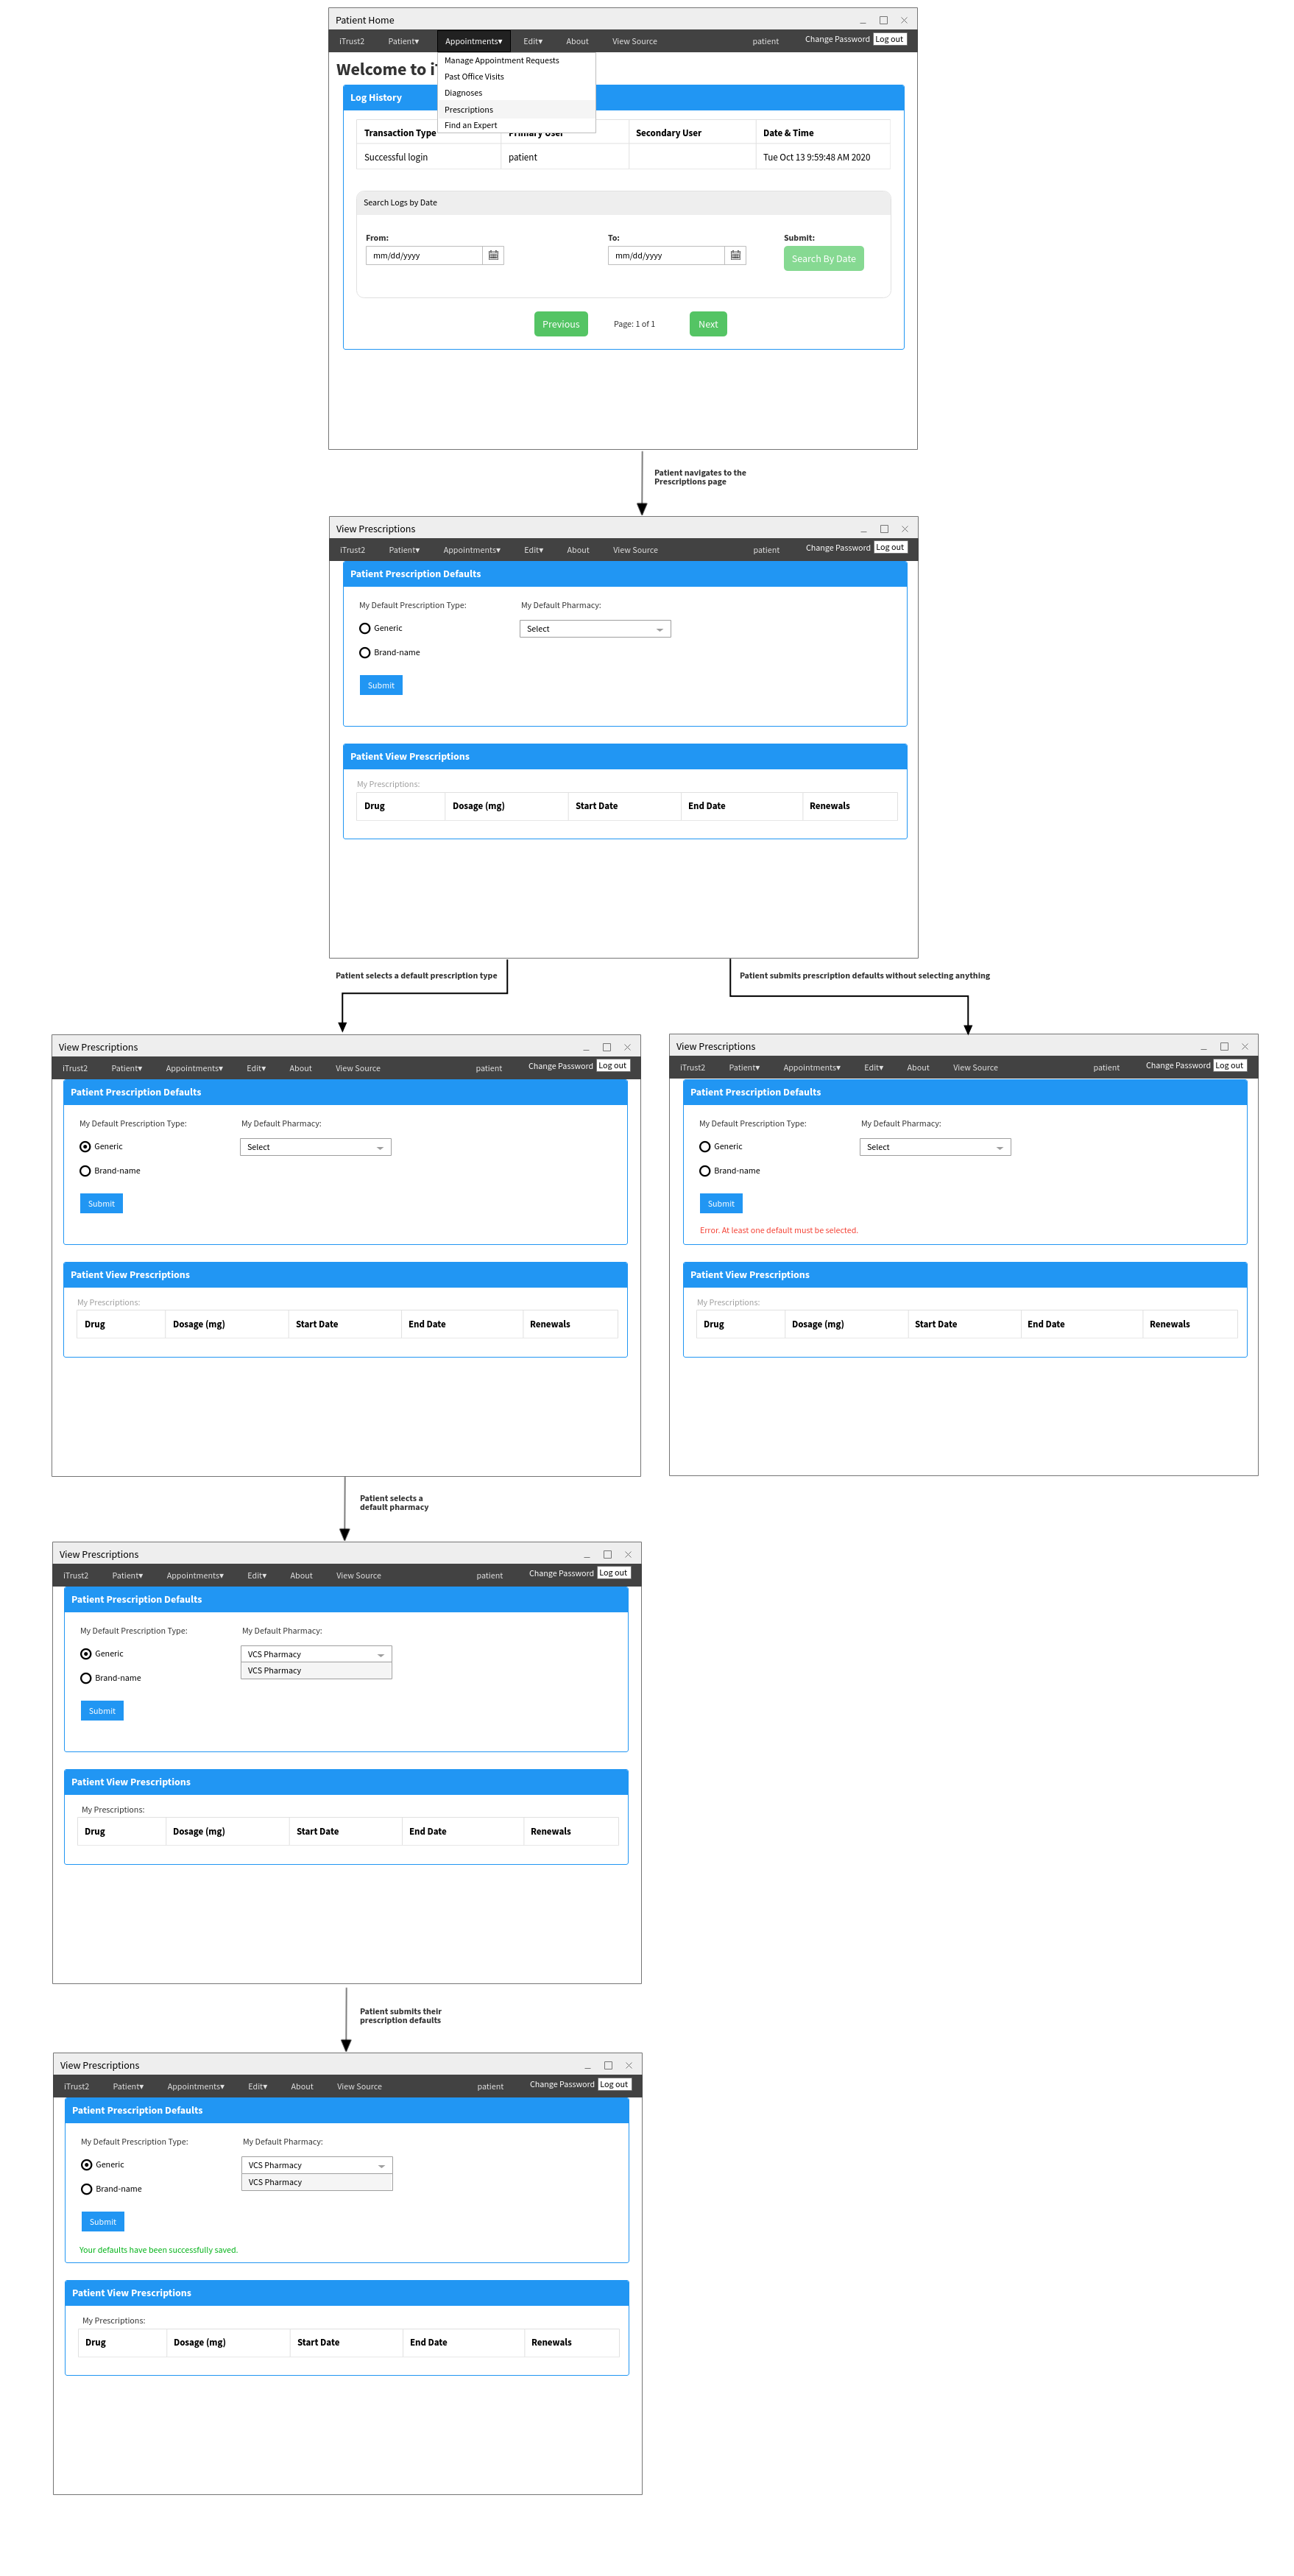 Patient Home
iTrust2 Patient▾ Appointments▾ Edit▾ About View Source patient Change Password Log out
Manage Appointment Requests
Welcome to iT
Past Office Visits
Diagnoses
Log History
Prescriptions
Find an Expert
Transaction Type Primary User Secondary User Date & Time
Successful login patient Tue Oct 13 9:59:48 AM 2020
Search Logs by Date
From: To: Submit:
mm/dd/yyyy mm/dd/yyyy Search By Date
Previous Page: 1 of 1 Next
Patient navigates to the
Prescriptions page
View Prescriptions
iTrust2 Patient▾ Appointments▾ Edit▾ About View Source patient Change Password Log out
Patient Prescription Defaults
My Default Prescription Type: My Default Pharmacy:
Generic Select
Brand-name
Submit
Patient View Prescriptions
My Prescriptions:
Drug Dosage (mg) Start Date End Date Renewals
Patient selects a default prescription type
Patient submits prescription defaults without selecting anything
View Prescriptions
iTrust2 Patient▾ Appointments▾ Edit▾ About View Source patient Change Password Log out
Patient Prescription Defaults
My Default Prescription Type: My Default Pharmacy:
Generic Select
Brand-name
Submit
Patient View Prescriptions
My Prescriptions:
Drug Dosage (mg) Start Date End Date Renewals
View Prescriptions
iTrust2 Patient▾ Appointments▾ Edit▾ About View Source patient Change Password Log out
Patient Prescription Defaults
My Default Prescription Type: My Default Pharmacy:
Generic Select
Brand-name
Submit
Error. At least one default must be selected.
Patient View Prescriptions
My Prescriptions:
Drug Dosage (mg) Start Date End Date Renewals
Patient selects a
default pharmacy
View Prescriptions
iTrust2 Patient▾ Appointments▾ Edit▾ About View Source patient Change Password Log out
Patient Prescription Defaults
My Default Prescription Type: My Default Pharmacy:
Generic VCS Pharmacy
VCS Pharmacy
Brand-name
Submit
Patient View Prescriptions
My Prescriptions:
Drug Dosage (mg) Start Date End Date Renewals
Patient submits their
prescription defaults
View Prescriptions
iTrust2 Patient▾ Appointments▾ Edit▾ About View Source patient Change Password Log out
Patient Prescription Defaults
My Default Prescription Type: My Default Pharmacy:
Generic VCS Pharmacy
VCS Pharmacy
Brand-name
Submit
Your defaults have been successfully saved.
Patient View Prescriptions
My Prescriptions:
Drug Dosage (mg) Start Date End Date Renewals